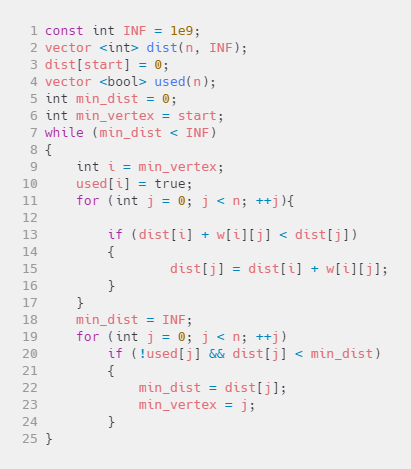 1 const int INF = 1e9;
2 vector <int> dist(n, INF);
3 dist[start] = 0;
4 vector <bool> used(n);
5 int min_dist = 0;
6 int min_vertex = start;
7 while (min_dist < INF)
8 {
9     int i = min_vertex;
10     used[i] = true;
11     for (int j = 0; j < n; ++j){
12
13         if (dist[i] + w[i][j] < dist[j])
14         {
15                 dist[j] = dist[i] + w[i][j];
16         }
17     }
18     min_dist = INF;
19     for (int j = 0; j < n; ++j)
20         if (!used[j] && dist[j] < min_dist)
21         {
22             min_dist = dist[j];
23             min_vertex = j;
24         }
25 }